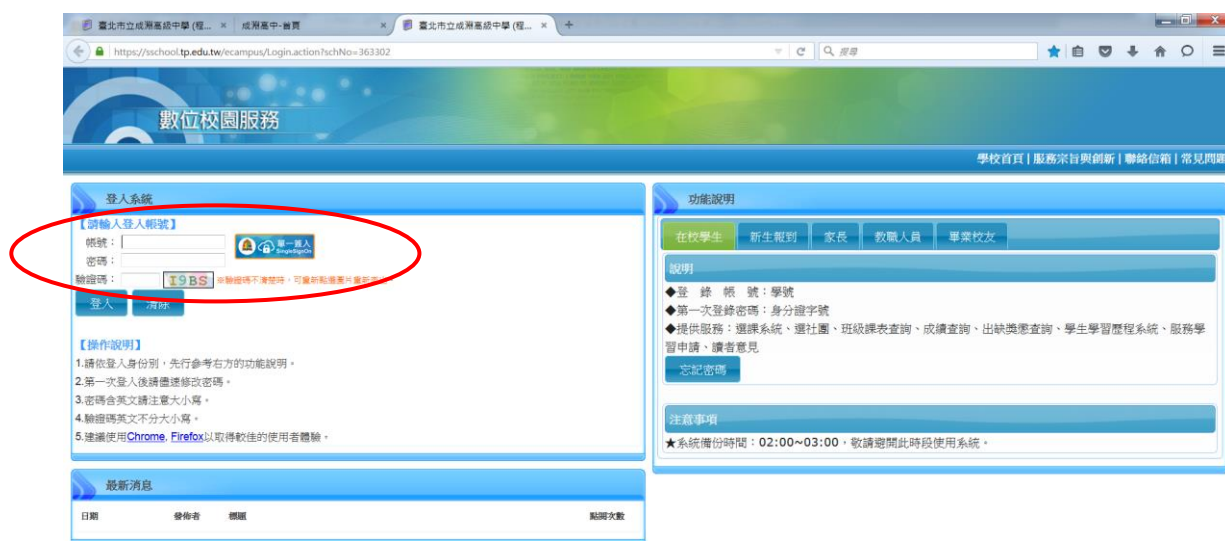 臺北市立成淵高級中學 (程... × 成淵高中-首頁 × 臺北市立成淵高級中學 (程... × +
https://sschool.tp.edu.tw/ecampus/Login.action?schNo=363302
搜尋
數位校園服務
學校首頁 | 服務宗旨與創新 | 聯絡信箱 | 常見問題
登入系統
【請輸入登入帳號】
帳號：
單一簽入
SingleSignOn
密碼：
驗證碼：
I9BS
※驗證碼不清楚時，可重新點選圖片重新
登入 清除
【操作說明】
1.請依登入身份別，先行參考右方的功能說明。
2.第一次登入後請儘速修改密碼。
3.密碼含英文請注意大小寫。
4.驗證碼英文不分大小寫。
5.建議使用Chrome, Firefox以取得較佳的使用者體驗。
最新消息
日期 發佈者 標題 點閱次數
功能說明
在校學生 新生報到 家長 教職人員 畢業校友
說明
◆登 錄 帳 號：學號
◆第一次登錄密碼：身分證字號
◆提供服務：選課系統、選社團、班級課表查詢、成績查詢、出缺獎懲查詢、學生學習歷程系統、服務學
習申請、讀者意見
忘記密碼
注意事項
★系統備份時間：02:00~03:00，敬請避開此時段使用系統。